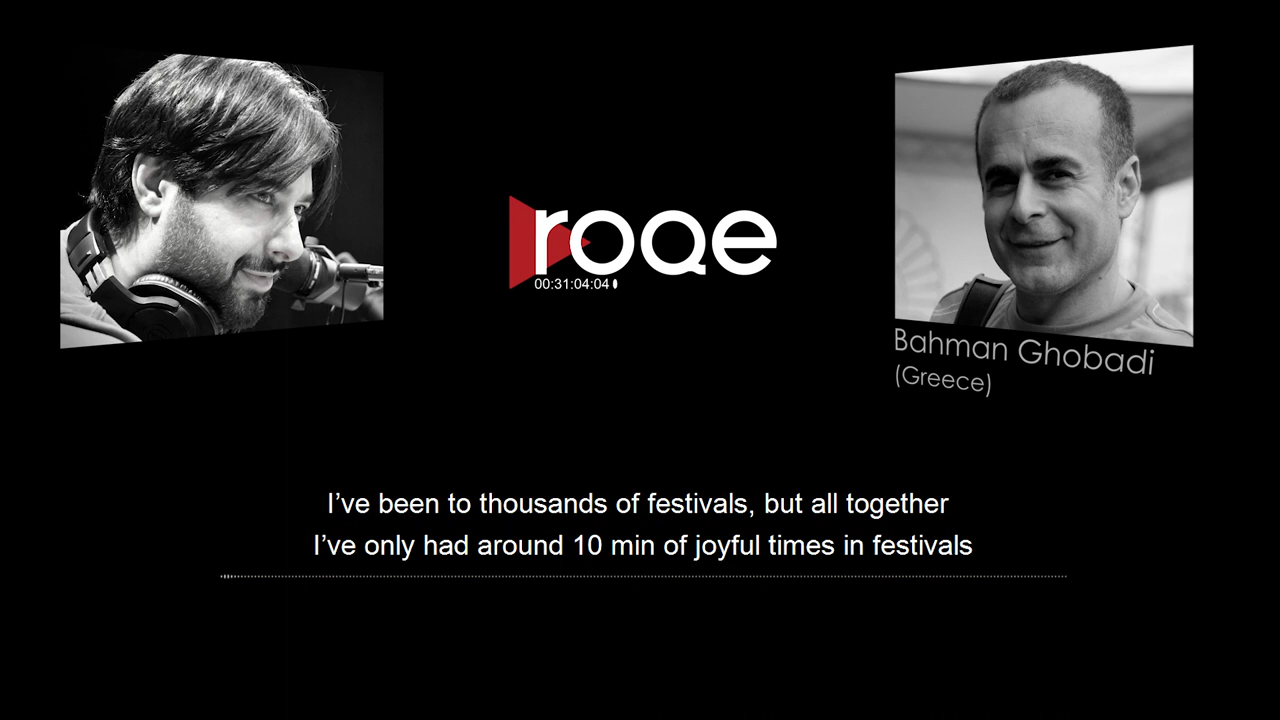 roqe
00:31:04:04
Bahman Ghobadi
(Greece)
I’ve been to thousands of festivals, but all together
I’ve only had around 10 min of joyful times in festivals